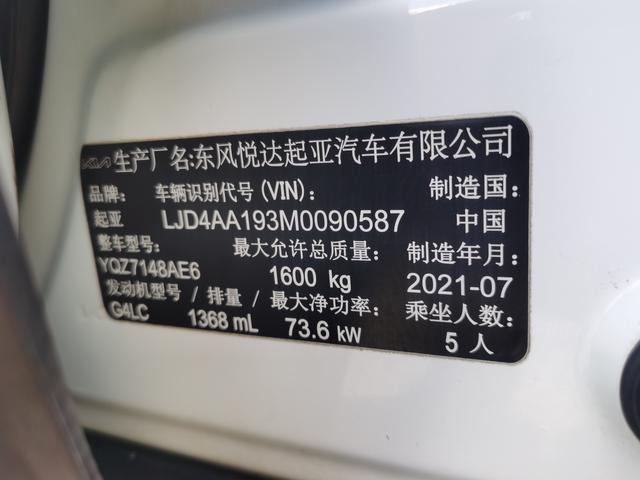 KIA 生产厂名:东风悦达起亚汽车有限公司
品牌: 车辆识别代号(VIN): 制造国:
起亚 LJD4AA193M0090587 中国
整车型号: 最大允许总质量: 制造年月:
YQZ7148AE6 1600 kg 2021-07
发动机型号/排量/最大净功率: 乘坐人数:
G4LC 1368 mL 73.6 kW 5 人